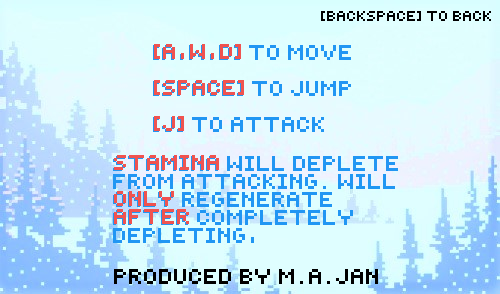 [BACKSPACE] TO BACK
[A,W,D] TO MOVE
[SPACE] TO JUMP
[J] TO ATTACK
STAMINA WILL DEPLETE
FROM ATTACKING. WILL
ONLY REGENERATE
AFTER COMPLETELY
DEPLETING.
PRODUCED BY M.A.JAN